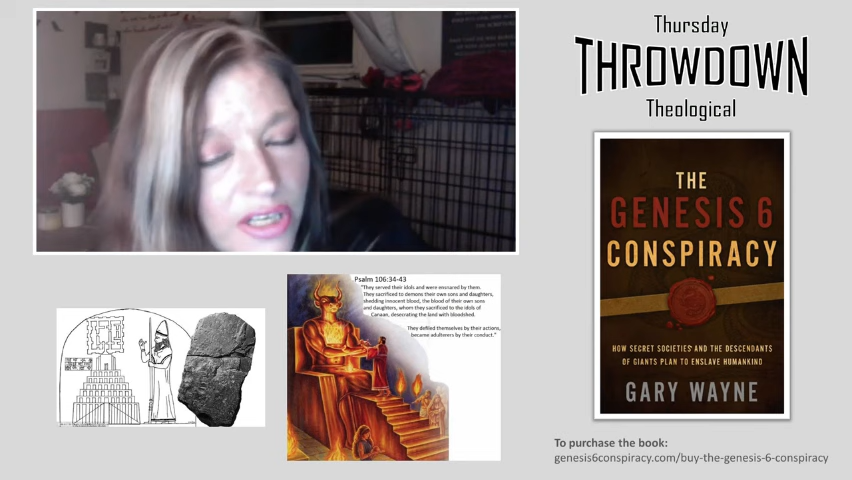 Thursday
THROWDOWN
Theological
THE
GENESIS 6
CONSPIRACY
HOW SECRET SOCIETIES AND THE DESCENDANTS
OF GIANTS PLAN TO ENSLAVE HUMANKIND
GARY WAYNE
Psalm 106:34-43
"They served their idols and were ensnared by them.
They sacrificed to demons their own sons and daughters,
shedding innocent blood, the blood of their own sons
and daughters, whom they sacrificed to the idols of
Canaan, desecrating the land with bloodshed.
They defiled themselves by their actions,
became adulterers by their conduct."
To purchase the book:
genesis6conspiracy.com/buy-the-genesis-6-conspiracy